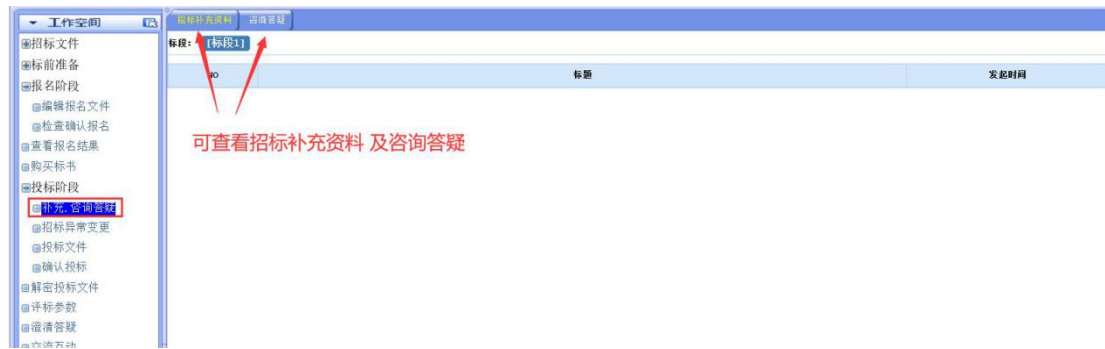 工作空间
招标文件
标前准备
报名阶段
编辑报名文件
检查确认报名
查看报名结果
购买标书
投标阶段
补充.咨询答疑
招标异常变更
投标文件
确认投标
解密投标文件
评标参数
澄清答疑
交流互动
招标补充资料 咨询答疑
标段: [标段1]
NO 标题 发起时间
可查看招标补充资料 及咨询答疑